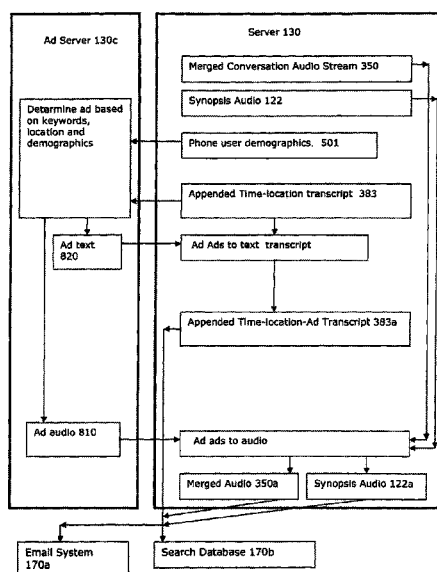 Ad Server 130c
Server 130
Merged Conversation Audio Stream 350
Synopsis Audio 122
Determine ad based
on keywords,
location and
demographics
Phone user demographics. 501
Appended Time-location transcript 383
Ad text
820
Ad Ads to text transcript
Appended Time-location-Ad Transcript 383a
Ad audio 810
Ad ads to audio
Merged Audio 350a
Synopsis Audio 122a
Email System
170a
Search Database 170b